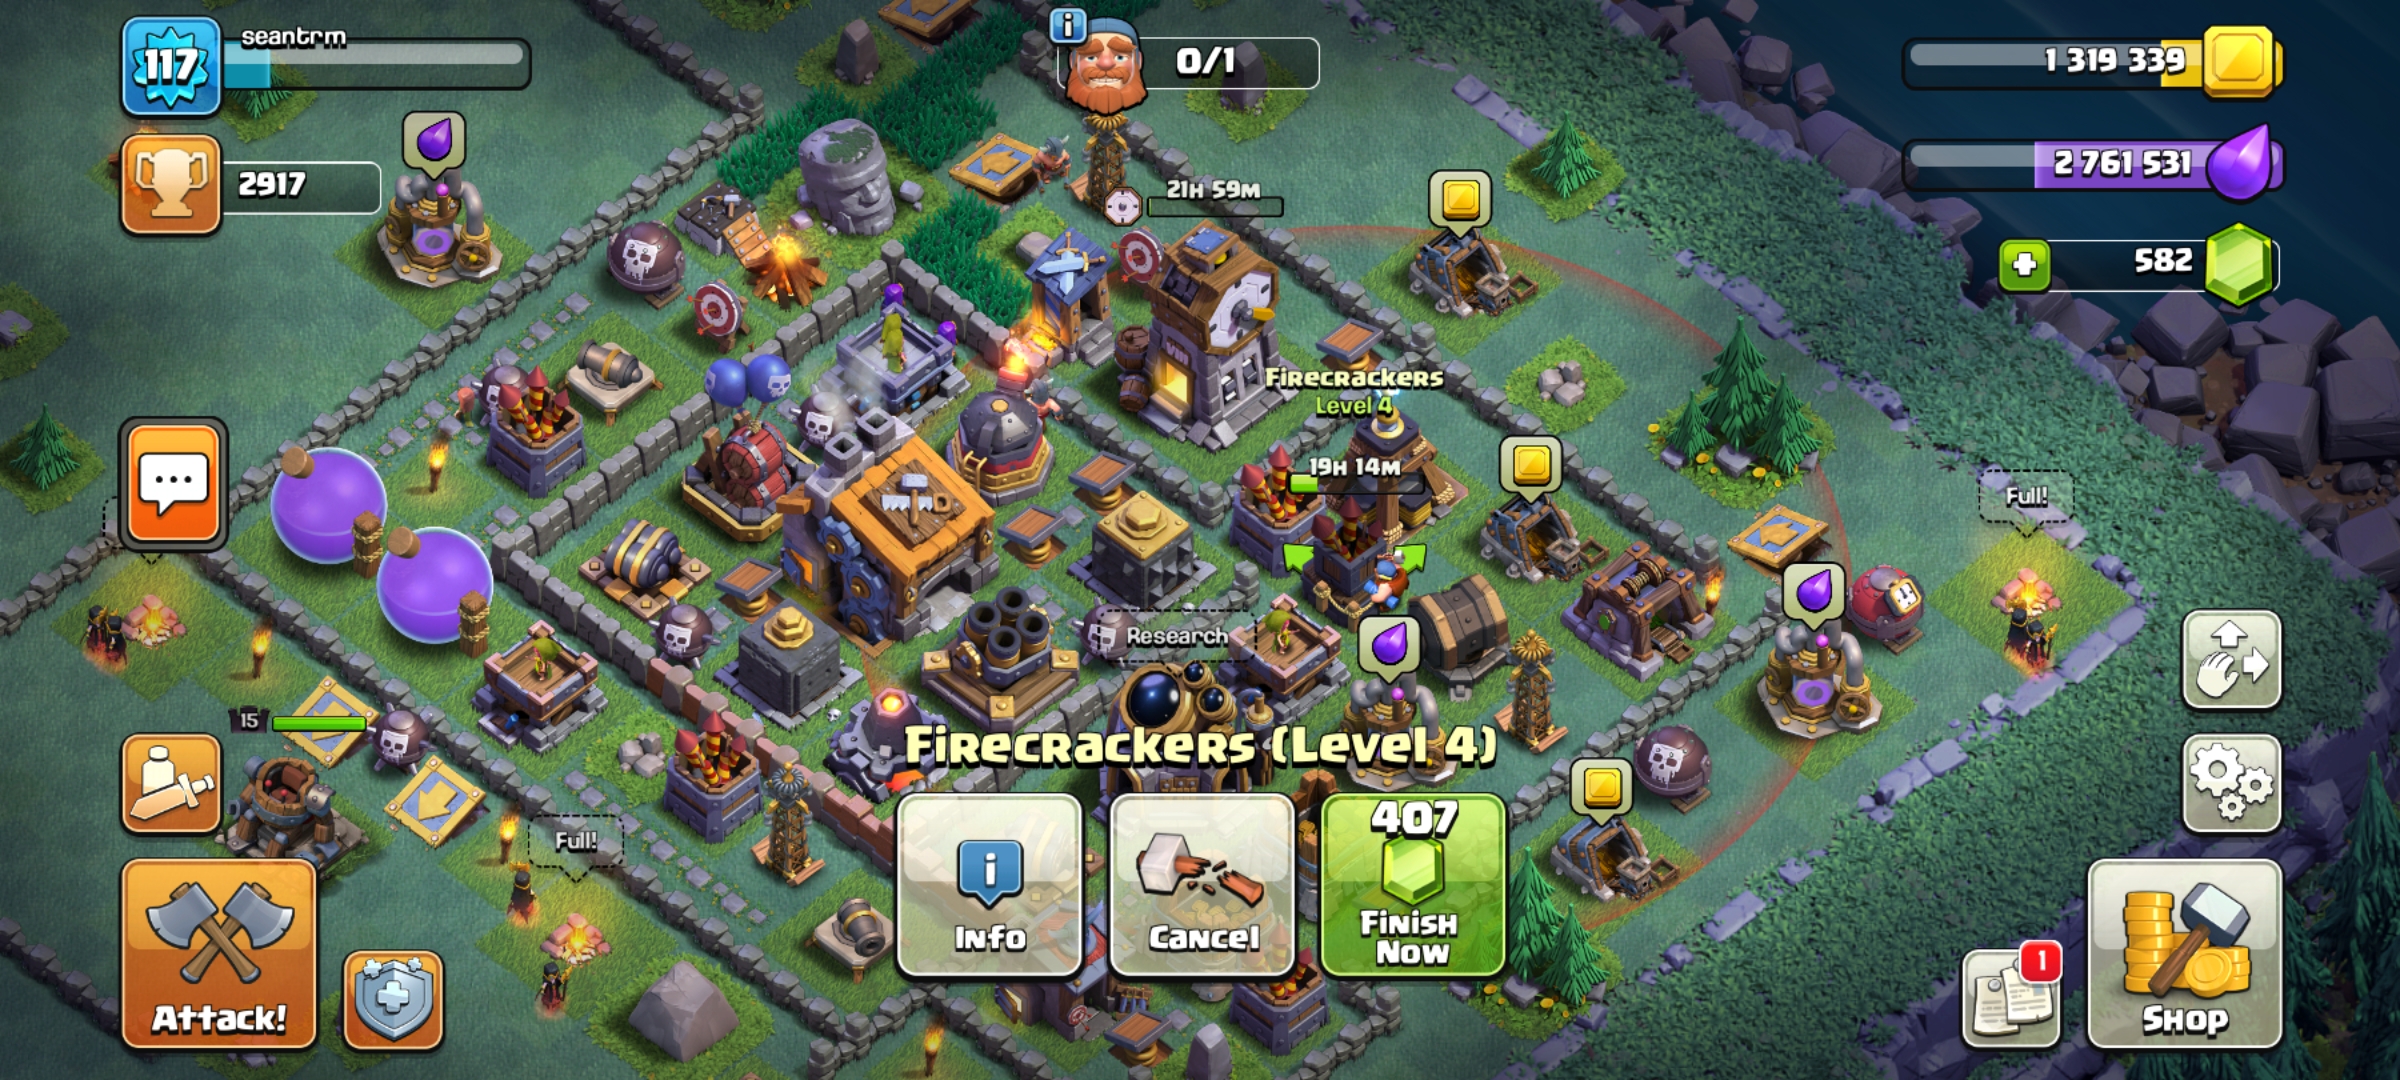 117
seantrm
i
0/1
1 319 339
2917
21h 59m
2 761 531
582
Firecrackers
Level 4
19h 14m
Full!
Research
15
Firecrackers (Level 4)
407
Full!
i
Info
Cancel
Finish
Now
Attack!
1
Shop